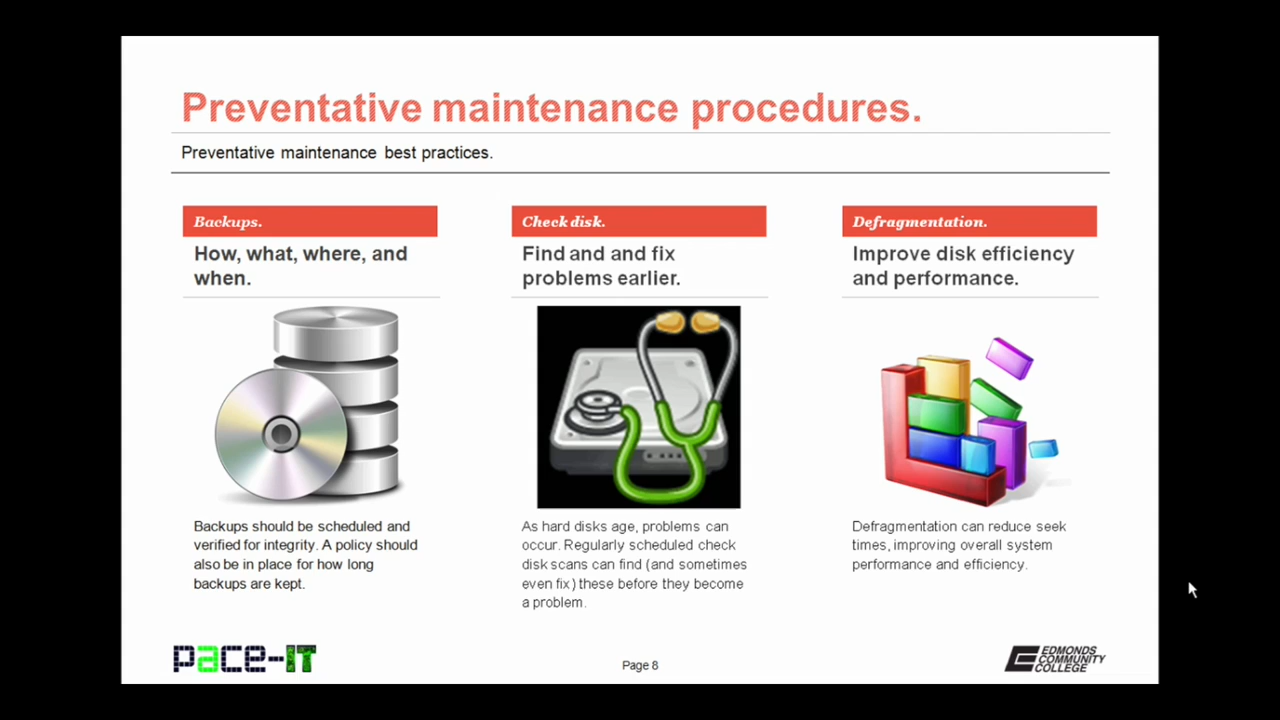 Preventative maintenance procedures.
Preventative maintenance best practices.
Backups.
How, what, where, and
when.
Backups should be scheduled and
verified for integrity. A policy should
also be in place for how long
backups are kept.
Check disk.
Find and and fix
problems earlier.
As hard disks age, problems can
occur. Regularly scheduled check
disk scans can find (and sometimes
even fix) these before they become
a problem.
Defragmentation.
Improve disk efficiency
and performance.
Defragmentation can reduce seek
times, improving overall system
performance and efficiency.
pace-IT
Page 8
EDMONDS
COMMUNITY
COLLEGE